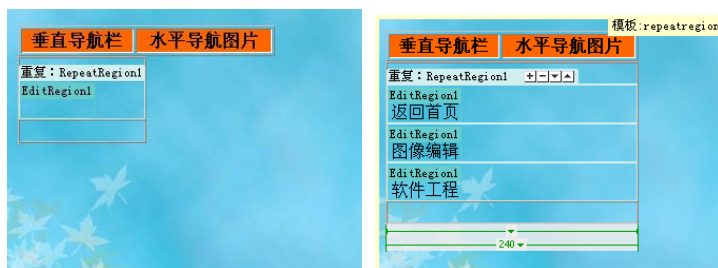 垂直导航栏 水平导航图片
重复：RepeatRegion1
EditRegion1
模板:repeatregion
垂直导航栏 水平导航图片
重复：RepeatRegion1
EditRegion1
返回首页
EditRegion1
图像编辑
EditRegion1
软件工程
240